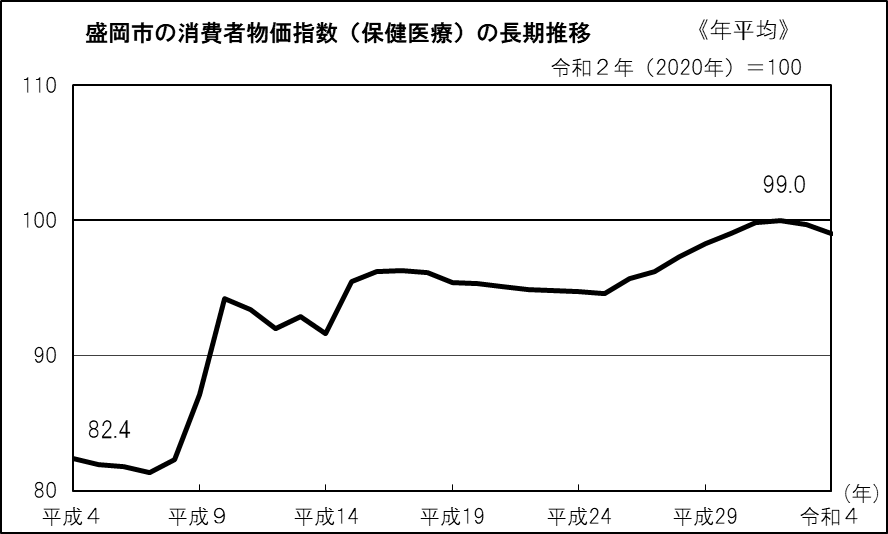 盛岡市の消費者物価指数（保健医療）の長期推移
《年平均》
令和２年（2020年）＝100
110
100
90
80
99.0
82.4
平成４
平成９
平成14
平成19
平成24
平成29
令和４
（年）